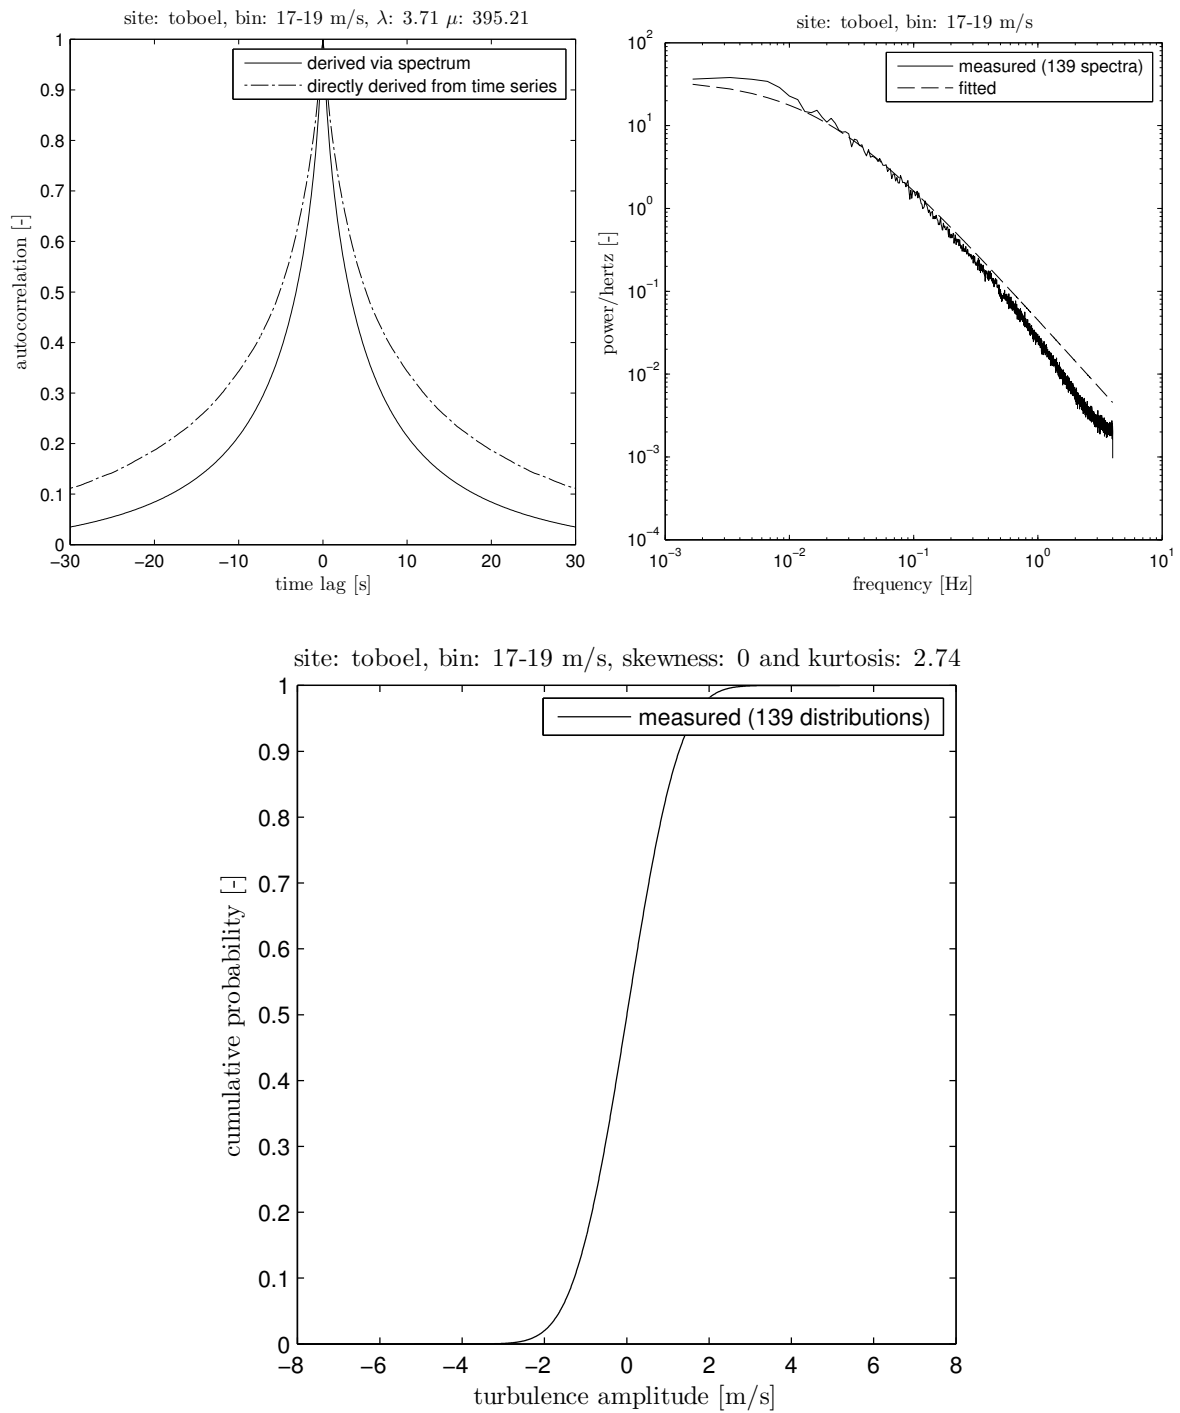 site: toboel, bin: 17-19 m/s, λ: 3.71 μ: 395.21
derived via spectrum
directly derived from time series
1
0.9
0.8
0.7
0.6
0.5
0.4
0.3
0.2
0.1
0
autocorrelation [-]
−30 −20 −10 0 10 20 30
time lag [s]
site: toboel, bin: 17-19 m/s
measured (139 spectra)
fitted
10^2
10^1
10^0
10^−1
10^−2
10^−3
10^−4
power/hertz [-]
10^−3 10^−2 10^−1 10^0 10^1
frequency [Hz]
site: toboel, bin: 17-19 m/s, skewness: 0 and kurtosis: 2.74
measured (139 distributions)
1
0.9
0.8
0.7
0.6
0.5
0.4
0.3
0.2
0.1
0
cumulative probability [-]
−8 −6 −4 −2 0 2 4 6 8
turbulence amplitude [m/s]